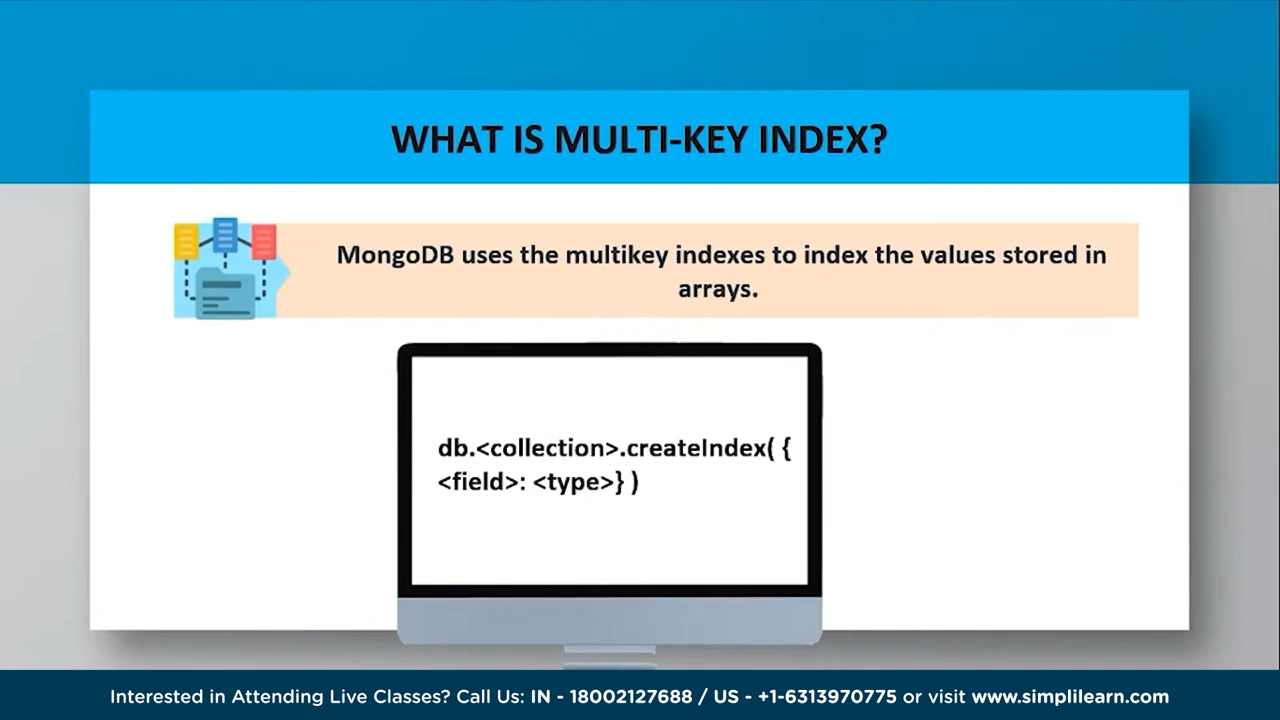 WHAT IS MULTI-KEY INDEX?
MongoDB uses the multikey indexes to index the values stored in
arrays.
db.<collection>.createIndex( {
<field>: <type>} )
Interested in Attending Live Classes? Call Us: IN - 18002127688 / US - +1-6313970775 or visit www.simplilearn.com